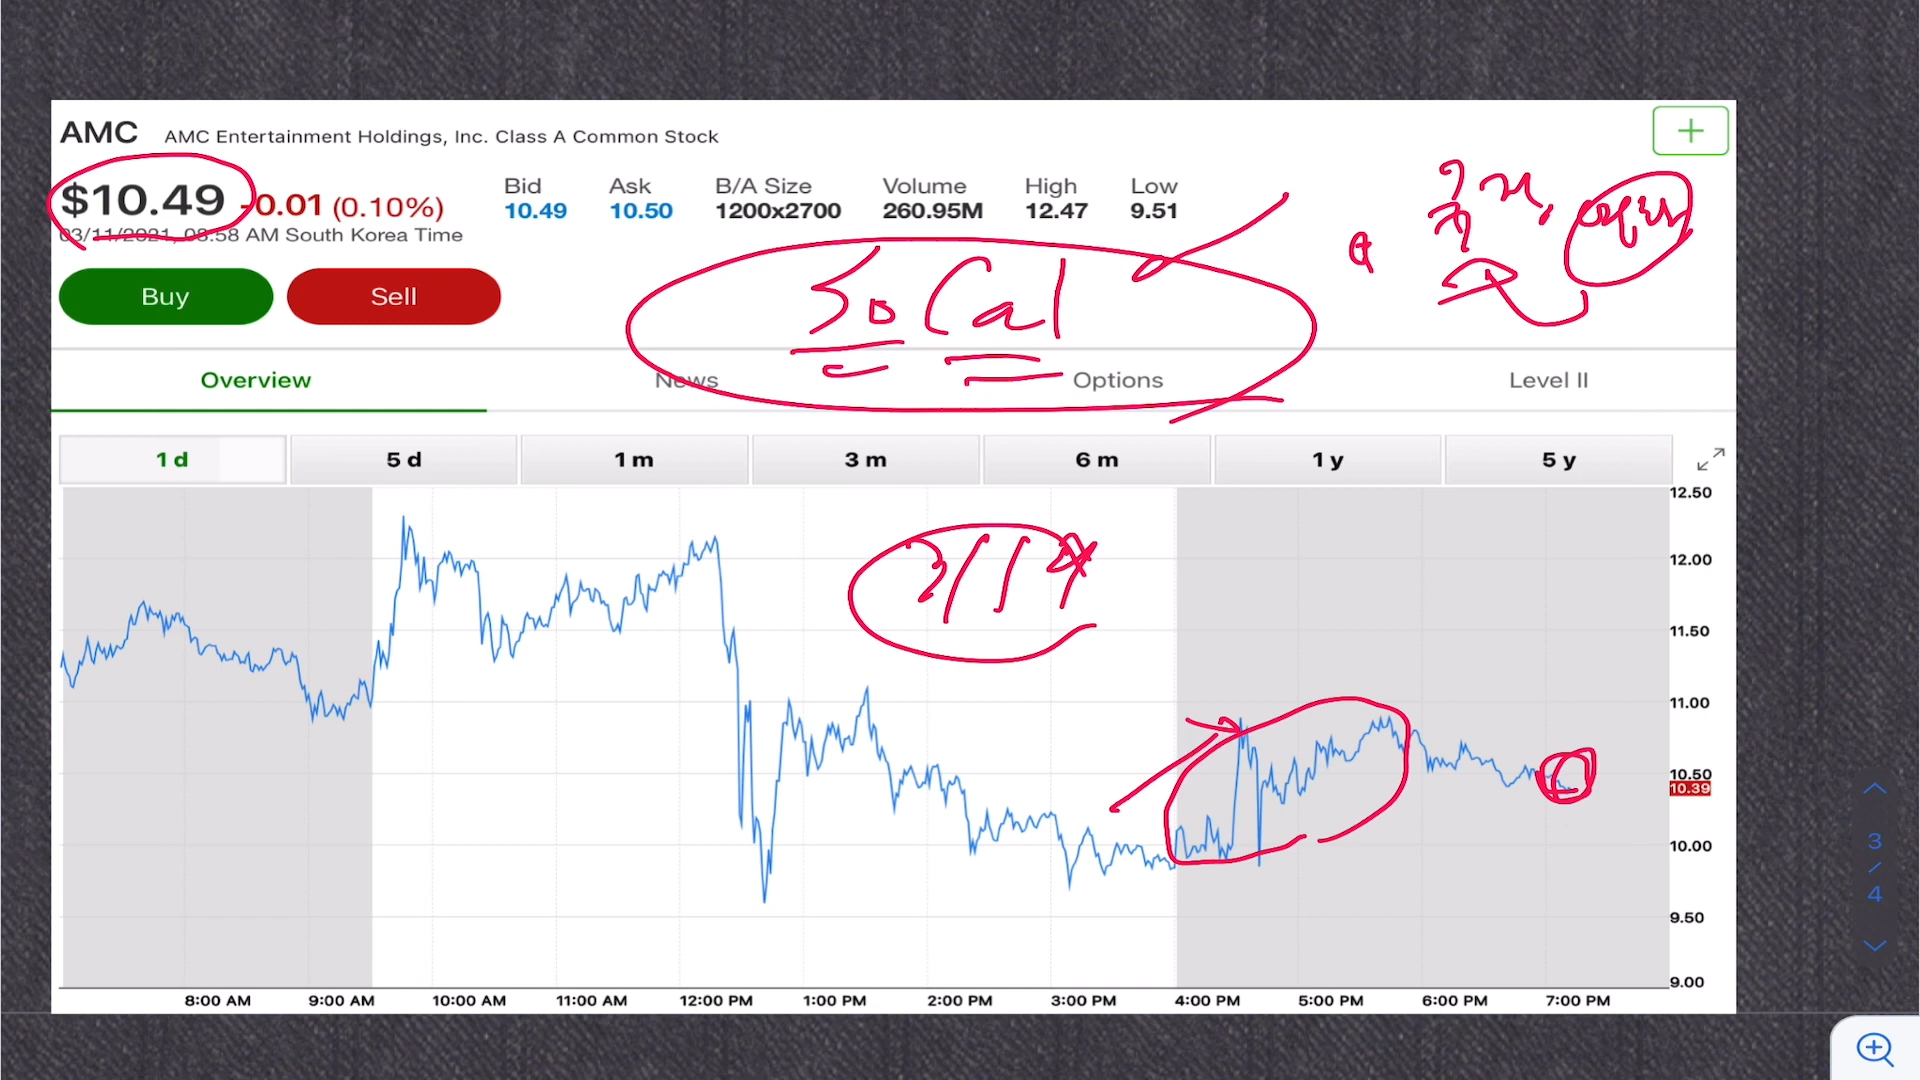 AMC AMC Entertainment Holdings, Inc. Class A Common Stock
$10.49 -0.01 (0.10%)
03/11/2021, 08:58 AM South Korea Time
Bid Ask B/A Size Volume High Low
10.49 10.50 1200x2700 260.95M 12.47 9.51
Buy Sell
So Cal
Overview News Options Level II
1 d 5 d 1 m 3 m 6 m 1 y 5 y
12.50
12.00
11.50
11.00
10.50
10.39
10.00
9.50
9.00
8:00 AM 9:00 AM 10:00 AM 11:00 AM 12:00 PM 1:00 PM 2:00 PM 3:00 PM 4:00 PM 5:00 PM 6:00 PM 7:00 PM
3
/
4